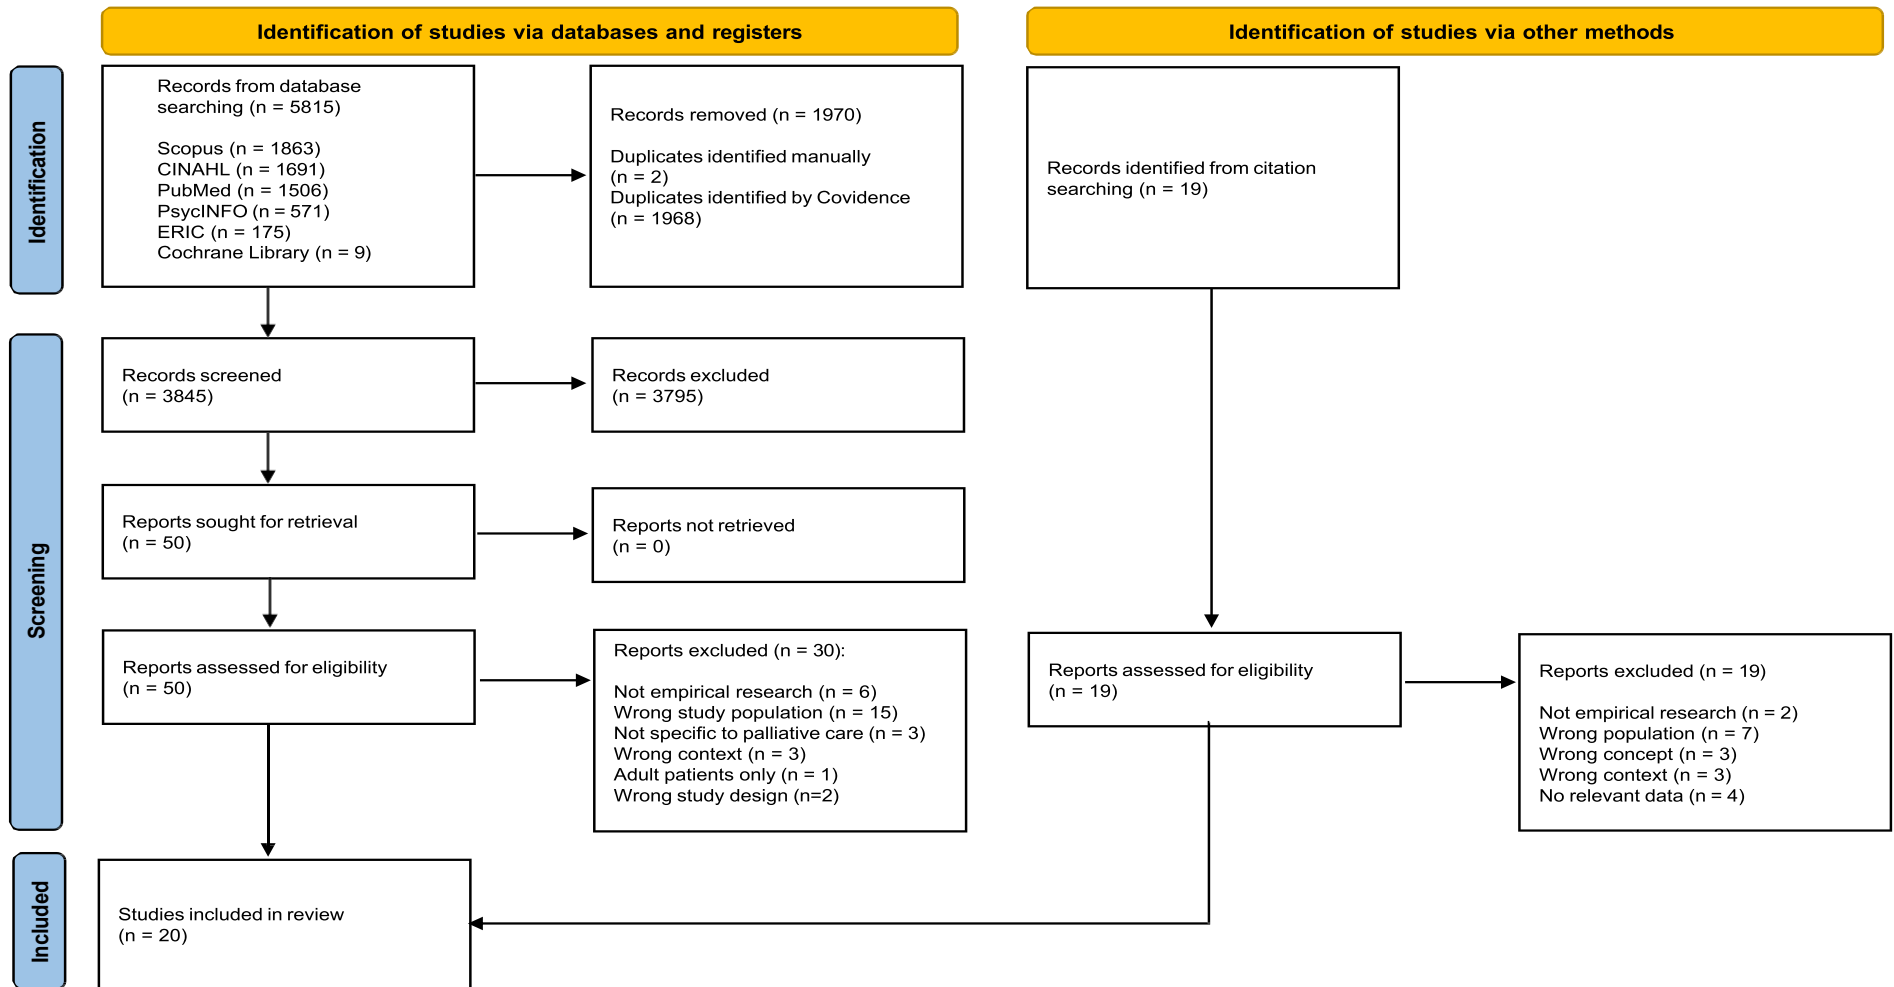 Identification of studies via databases and registers
Identification of studies via other methods
Identification
Records from database
searching (n = 5815)
Scopus (n = 1863)
CINAHL (n = 1691)
PubMed (n = 1506)
PsycINFO (n = 571)
ERIC (n = 175)
Cochrane Library (n = 9)
Records removed (n = 1970)
Duplicates identified manually
(n = 2)
Duplicates identified by Covidence
(n = 1968)
Records identified from citation
searching (n = 19)
Screening
Records screened
(n = 3845)
Records excluded
(n = 3795)
Reports sought for retrieval
(n = 50)
Reports not retrieved
(n = 0)
Reports assessed for eligibility
(n = 50)
Reports excluded (n = 30):
Not empirical research (n = 6)
Wrong study population (n = 15)
Not specific to palliative care (n = 3)
Wrong context (n = 3)
Adult patients only (n = 1)
Wrong study design (n=2)
Reports assessed for eligibility
(n = 19)
Reports excluded (n = 19)
Not empirical research (n = 2)
Wrong population (n = 7)
Wrong concept (n = 3)
Wrong context (n = 3)
No relevant data (n = 4)
Included
Studies included in review
(n = 20)